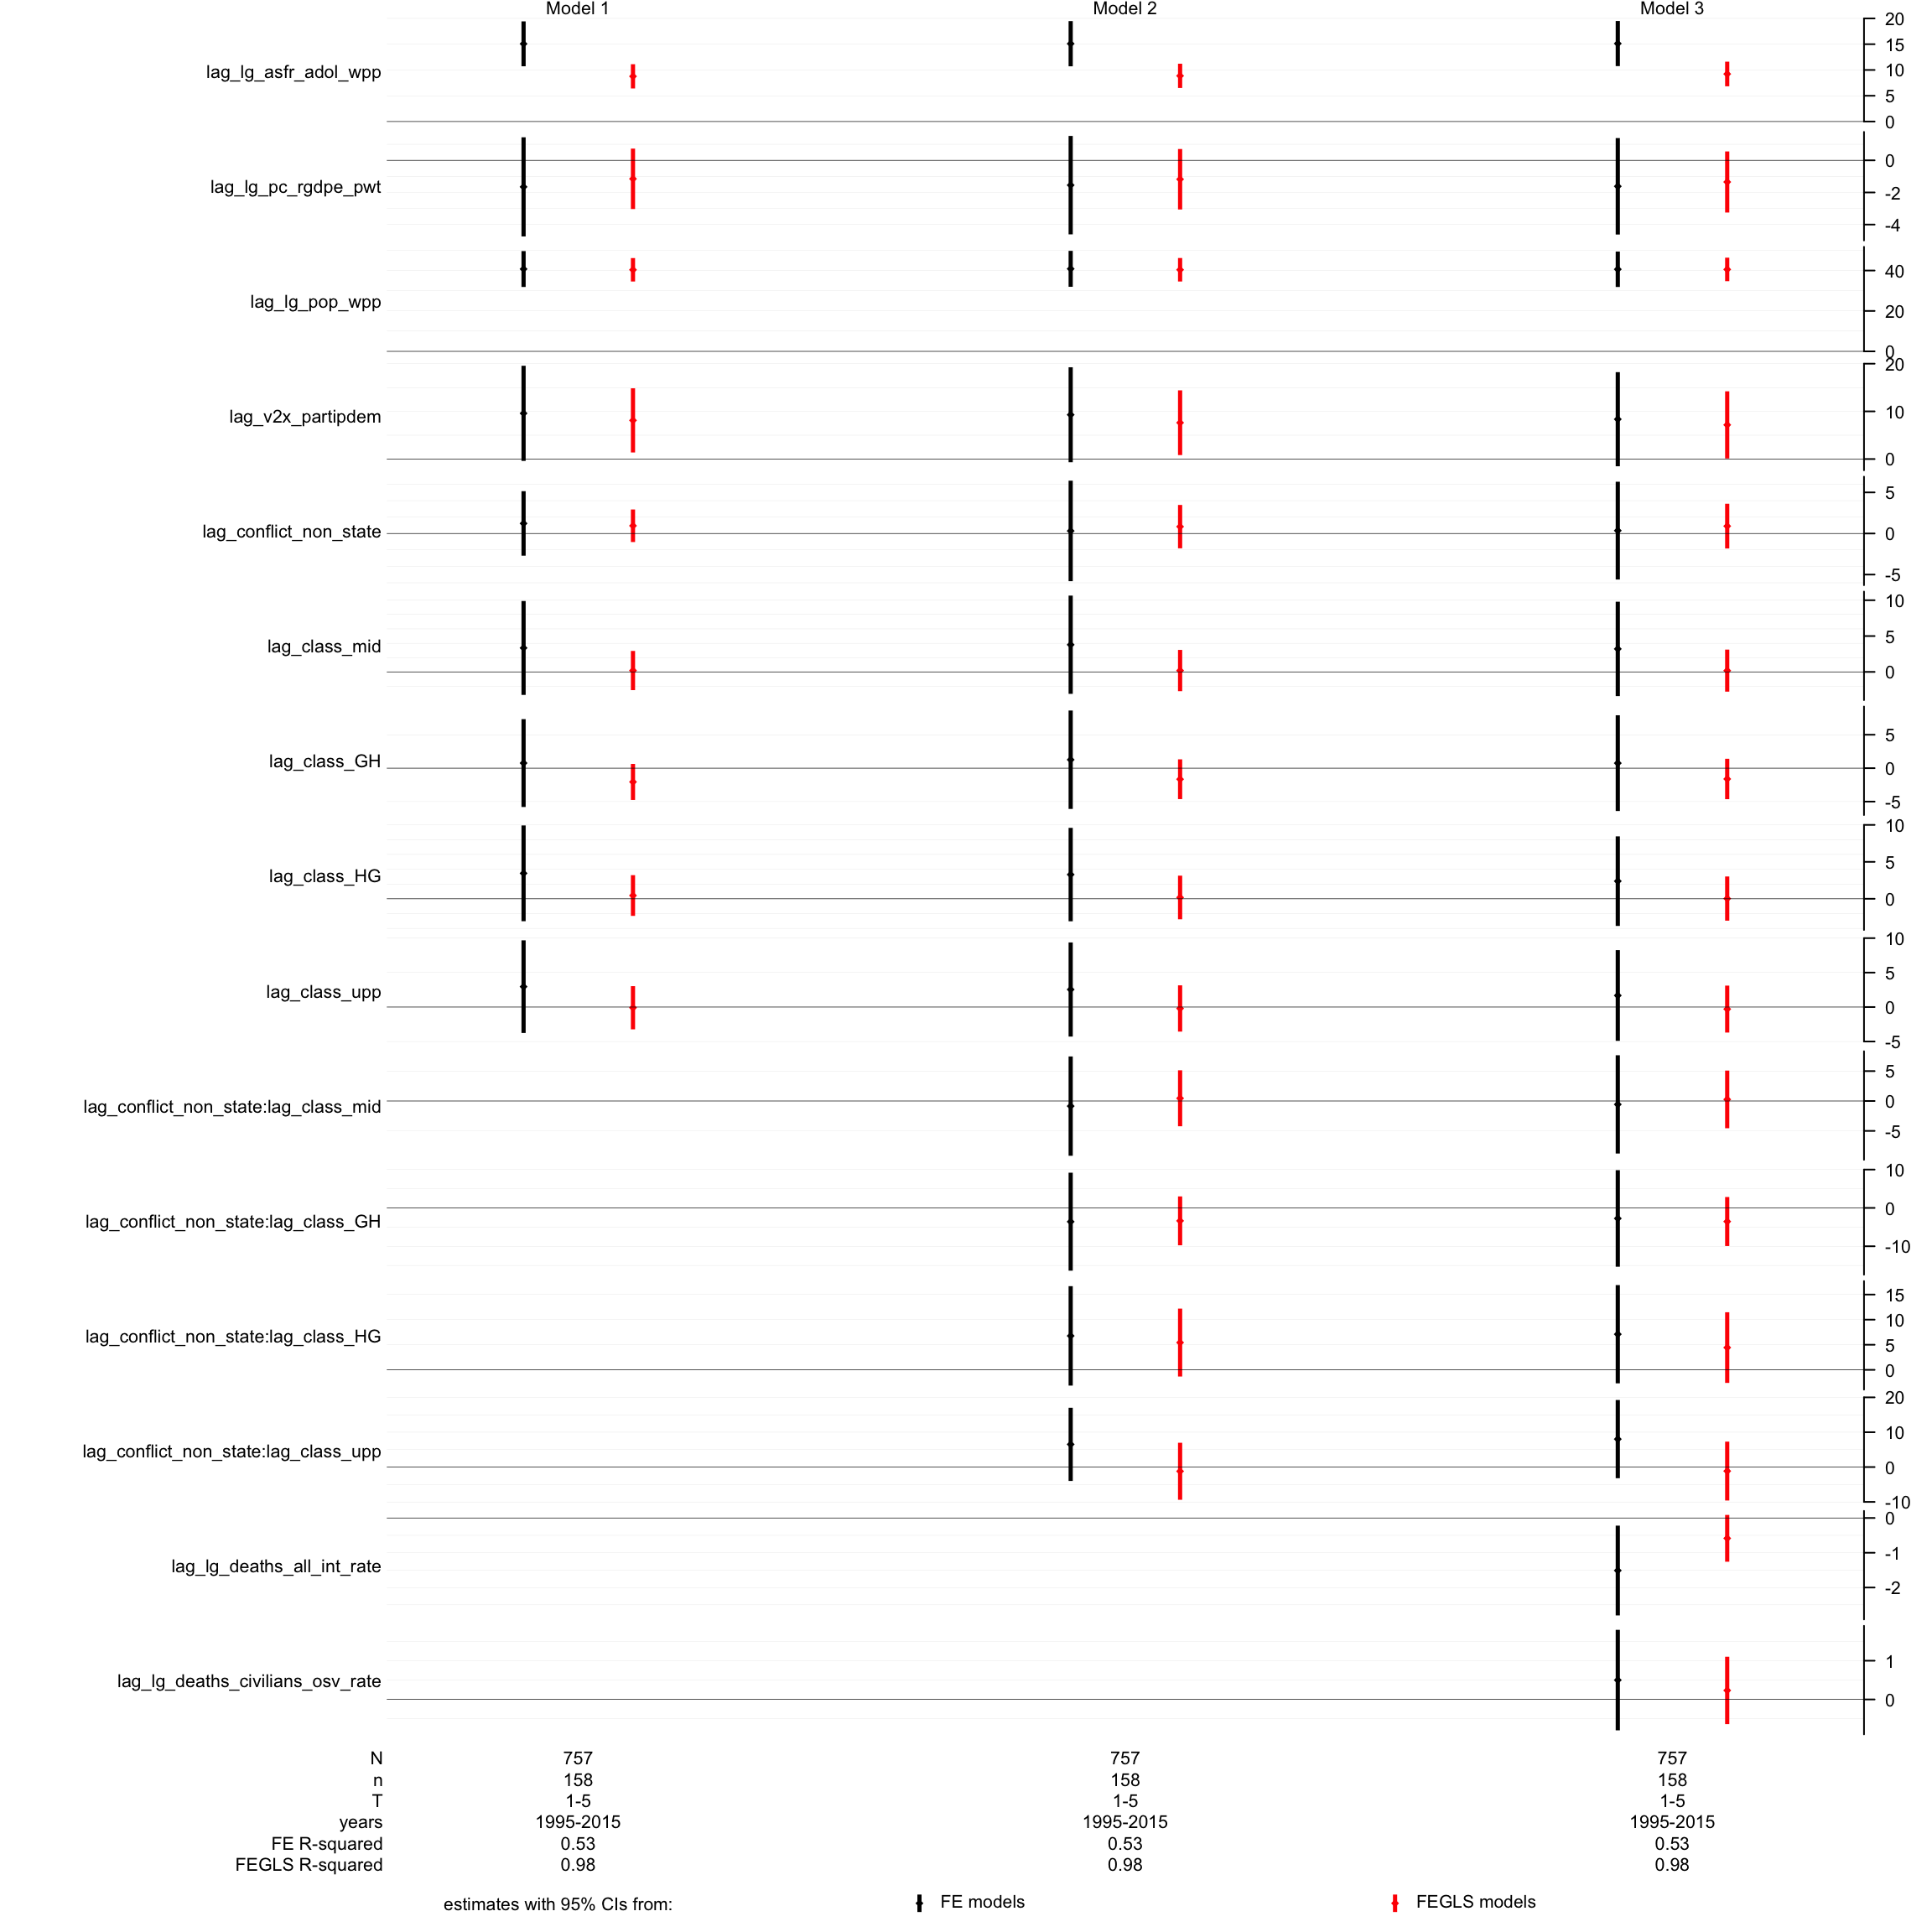 Model 1 Model 2 Model 3
20
15
lag_lg_asfr_adol_wpp 10
5
0
0
lag_lg_pc_rgdpe_pwt -2
-4
40
lag_lg_pop_wpp 20
0
20
lag_v2x_partipdem 10
0
5
lag_conflict_non_state 0
-5
10
lag_class_mid 5
0
5
lag_class_GH 0
-5
10
lag_class_HG 5
0
10
5
lag_class_upp 0
-5
5
lag_conflict_non_state:lag_class_mid 0
-5
10
lag_conflict_non_state:lag_class_GH 0
-10
15
10
lag_conflict_non_state:lag_class_HG 5
0
20
10
lag_conflict_non_state:lag_class_upp 0
-10
0
lag_lg_deaths_all_int_rate -1
-2
1
lag_lg_deaths_civilians_osv_rate 0
N 757 757 757
n 158 158 158
T 1-5 1-5 1-5
years 1995-2015 1995-2015 1995-2015
FE R-squared 0.53 0.53 0.53
FEGLS R-squared 0.98 0.98 0.98
estimates with 95% CIs from: FE models FEGLS models